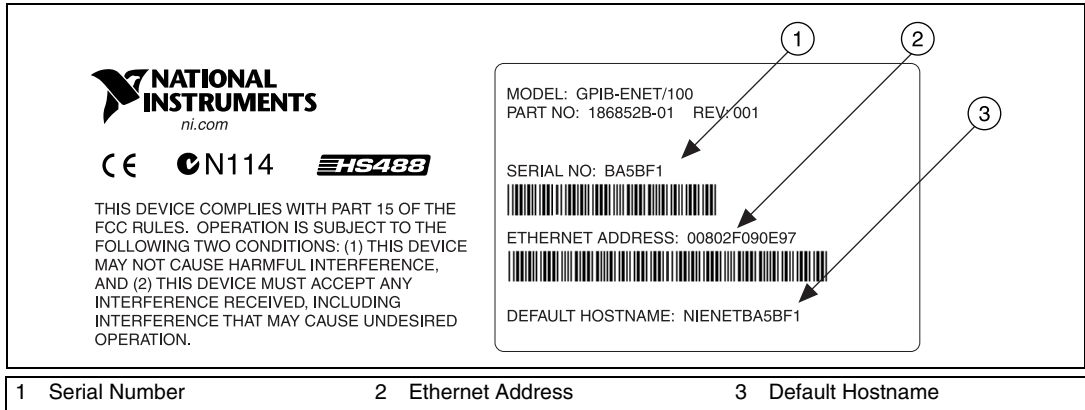 1
2
3
NATIONAL
INSTRUMENTS
ni.com
CE N114 HS488
THIS DEVICE COMPLIES WITH PART 15 OF THE
FCC RULES. OPERATION IS SUBJECT TO THE
FOLLOWING TWO CONDITIONS: (1) THIS DEVICE
MAY NOT CAUSE HARMFUL INTERFERENCE,
AND (2) THIS DEVICE MUST ACCEPT ANY
INTERFERENCE RECEIVED, INCLUDING
INTERFERENCE THAT MAY CAUSE UNDESIRED
OPERATION.
MODEL: GPIB-ENET/100
PART NO: 186852B-01 REV: 001
SERIAL NO: BA5BF1
ETHERNET ADDRESS: 00802F090E97
DEFAULT HOSTNAME: NIENETBA5BF1
1 Serial Number 2 Ethernet Address 3 Default Hostname